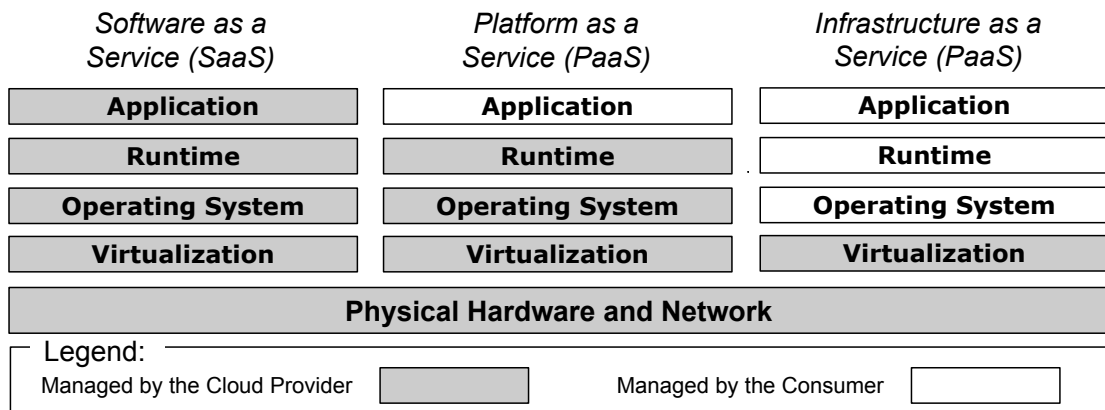 Software as a
Service (SaaS)
Platform as a
Service (PaaS)
Infrastructure as a
Service (PaaS)
Application
Application
Application
Runtime
Runtime
Runtime
Operating System
Operating System
Operating System
Virtualization
Virtualization
Virtualization
Physical Hardware and Network
Legend:
Managed by the Cloud Provider
Managed by the Consumer